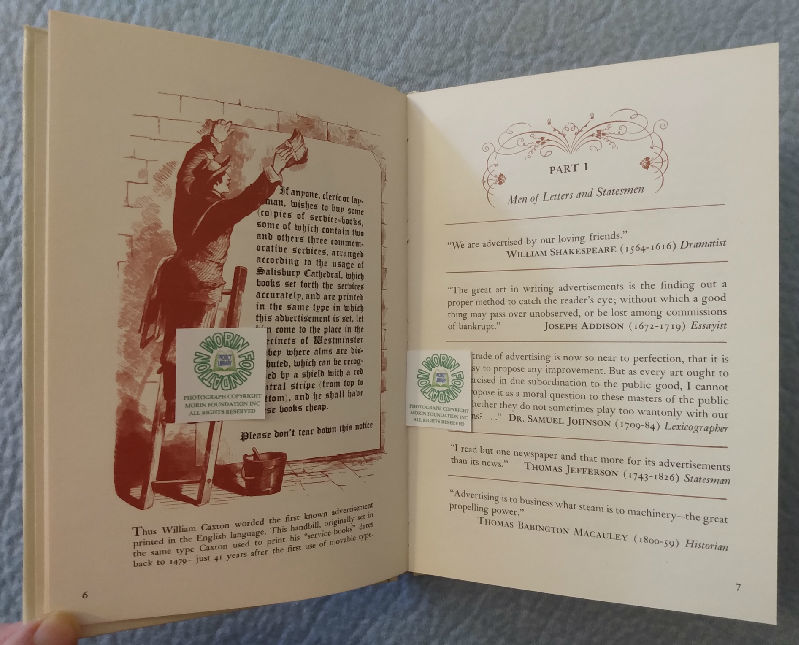 If anyone, cleric or lay-
man, wishes to buy some
copies of service-books,
some of which contain two
and others three commem-
orative services, arranged
according to the usage of
Salisbury Cathedral, which
books set forth the services
accurately, and are printed
in the same type in which
this advertisement is set, let
come to the place in the
of Westminster
where alms are dis-
which can be recog-
by a shield with a red
stripe (from top to
and he shall have
books cheap.
Please don't tear down this notice
MORIN FOUNDATION
PHOTOGRAPH COPYRIGHT
MORIN FOUNDATION INC
ALL RIGHTS RESERVED
Thus William Caxton worded the first known advertisement
printed in the English language. This handbill, originally set in
the same type Caxton used to print his "service books" dates
back to 1479—just 41 years after the first use of movable type.
6
PART I
Men of Letters and Statesmen
"We are advertised by our loving friends."
WILLIAM SHAKESPEARE (1564-1616) Dramatist
"The great art in writing advertisements is the finding out a
proper method to catch the reader's eye; without which a good
thing may pass over unobserved, or be lost among commissions
of bankrupt." JOSEPH ADDISON (1672-1719) Essayist
trade of advertising is now so near to perfection, that it is
to propose any improvement. But as every art ought to
in due subordination to the public good, I cannot
it as a moral question to these masters of the public
they do not sometimes play too wantonly with our
..." DR. SAMUEL JOHNSON (1709-84) Lexicographer
MORIN FOUNDATION
PHOTOGRAPH COPYRIGHT
MORIN FOUNDATION INC
ALL RIGHTS RESERVED
"I read but one newspaper and that more for its advertisements
than its news." THOMAS JEFFERSON (1743-1826) Statesman
"Advertising is to business what steam is to machinery—the great
propelling power."
THOMAS BABINGTON MACAULEY (1800-59) Historian
7